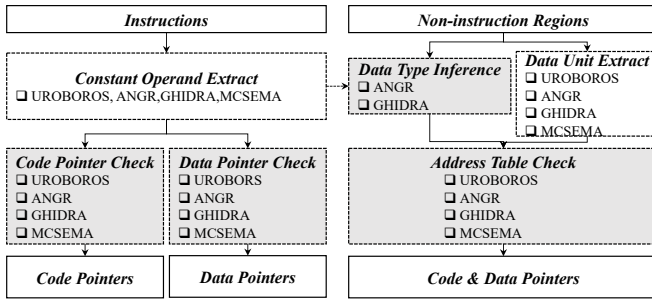 Instructions
Constant Operand Extract
❑ UROBOROS, ANGR,GHIDRA,MCSEMA
Code Pointer Check
❑ UROBOROS
❑ ANGR
❑ GHIDRA
❑ MCSEMA
Data Pointer Check
❑ UROBORS
❑ ANGR
❑ GHIDRA
❑ MCSEMA
Code Pointers
Data Pointers
Non-instruction Regions
Data Type Inference
❑ ANGR
❑ GHIDRA
Data Unit Extract
❑ UROBOROS
❑ ANGR
❑ GHIDRA
❑ MCSEMA
Address Table Check
❑ UROBOROS
❑ ANGR
❑ GHIDRA
❑ MCSEMA
Code & Data Pointers